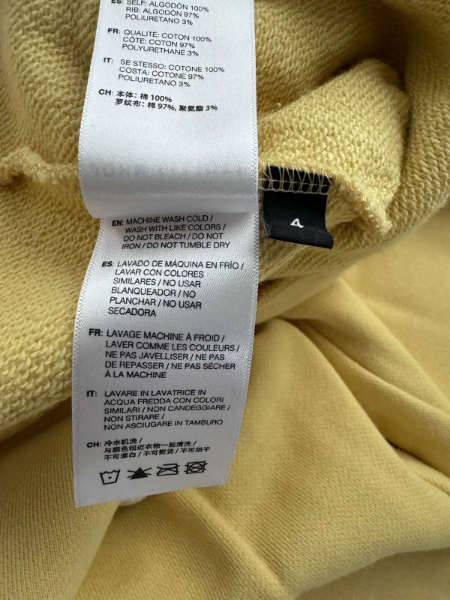 ES: SELF: ALGODÓN 100%
RIB: ALGODÓN 97%
POLIURETANO 3%
FR: QUALITÉ: COTON 100%
CÔTE: COTON 97%
POLYURETHANE 3%
IT: SE STESSO: COTONE 100%
COSTA: COTONE 97%
POLIURETANO 3%
CH: 本体: 棉 100%
罗纹布: 棉 97%, 聚氨酯 3%
4
EN: MACHINE WASH COLD /
WASH WITH LIKE COLORS /
DO NOT BLEACH / DO NOT
IRON / DO NOT TUMBLE DRY
ES: LAVADO DE MÁQUINA EN FRÍO /
LAVAR CON COLORES
SIMILARES / NO USAR
BLANQUEADOR / NO
PLANCHAR / NO USAR
SECADORA
FR: LAVAGE MACHINE À FROID /
LAVER COMME LES COULEURS /
NE PAS JAVELLISER / NE PAS
DE REPASSER / NE PAS SÉCHER
À LA MACHINE
IT: LAVARE IN LAVATRICE IN
ACQUA FREDDA CON COLORI
SIMILARI / NON CANDEGGIARE /
NON STIRARE /
NON ASCIUGARE IN TAMBURO
CH: 冷水机洗 /
与颜色相近衣物一起清洗 /
不可漂白 / 不可熨烫 / 不可烘干